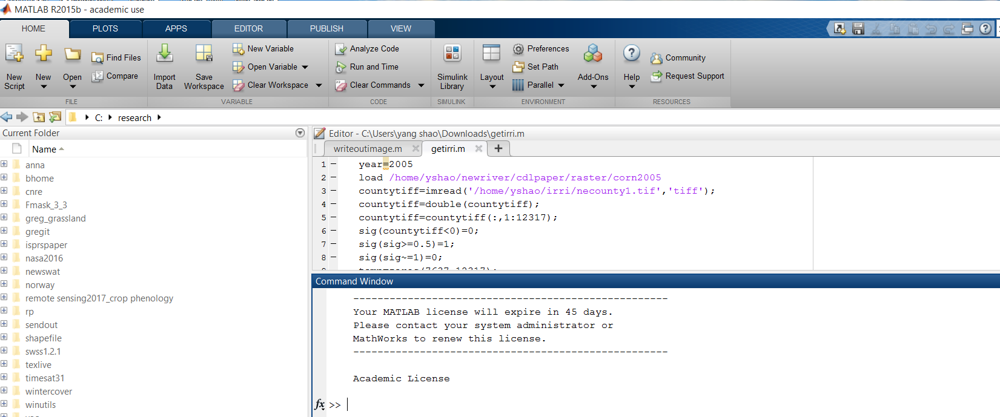 MATLAB R2015b - academic use
HOME PLOTS APPS EDITOR PUBLISH VIEW
New Script
New
Open
Find Files
Compare
FILE
Import Data
Save Workspace
New Variable
Open Variable
Clear Workspace
VARIABLE
Analyze Code
Run and Time
Clear Commands
CODE
Simulink Library
SIMULINK
Layout
Preferences
Set Path
Parallel
Add-Ons
ENVIRONMENT
Help
Community
Request Support
RESOURCES
C: research
Current Folder
Name
anna
bhome
cnre
Fmask_3_3
greg_grassland
gregit
isprspaper
nasa2016
newswat
norway
remote sensing2017_crop phenology
rp
sendout
shapefile
swss1.2.1
texlive
timesat31
wintercover
winutils
Editor - C:\Users\yang shao\Downloads\getirri.m
writeoutimage.m getirri.m
1 year=2005
2 load /home/yshao/newriver/cdlpaper/raster/corn2005
3 countytiff=imread('/home/yshao/irri/necounty1.tif','tiff');
4 countytiff=double(countytiff);
5 countytiff=countytiff(:,1:12317);
6 sig(countytiff<0)=0;
7 sig(sig>=0.5)=1;
8 sig(sig~=1)=0;
Command Window
Your MATLAB license will expire in 45 days.
Please contact your system administrator or
MathWorks to renew this license.
Academic License
fx >>